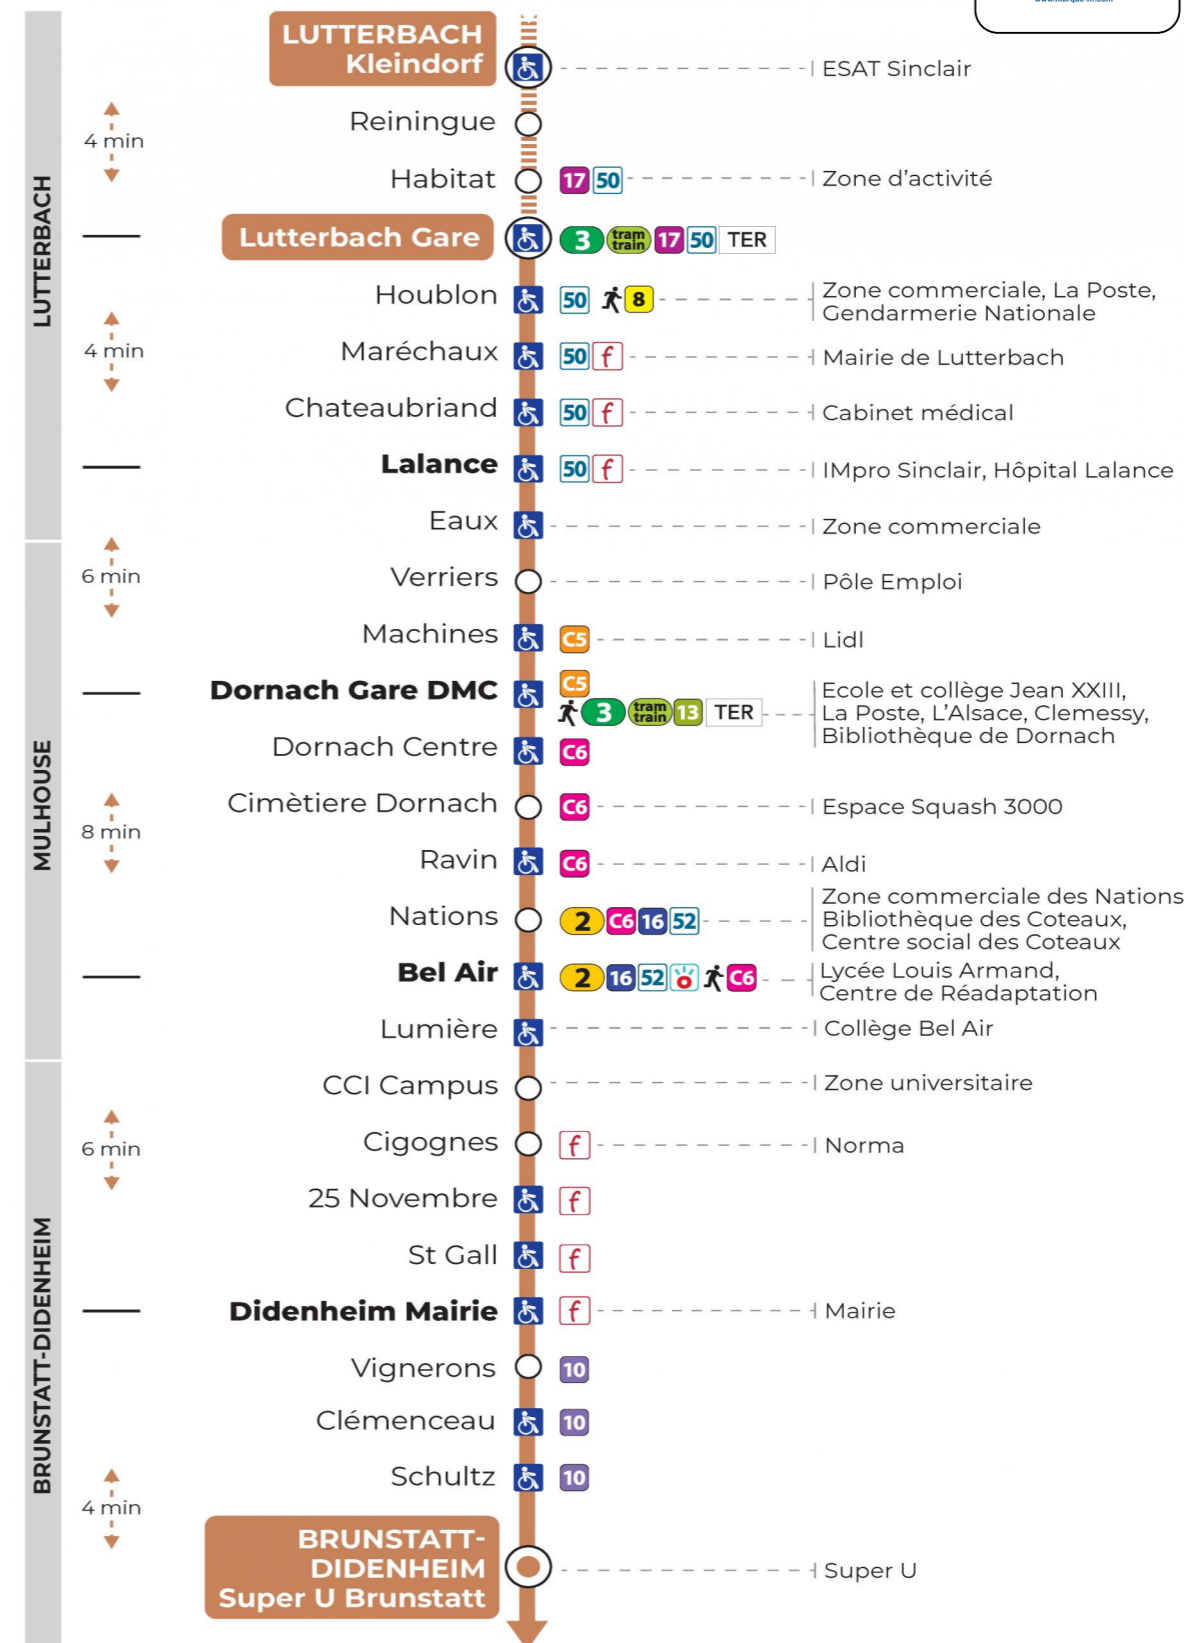 www.marque-nf.com
LUTTERBACH
Kleindorf
ESAT Sinclair
Reiningue
4 min
Habitat
17 50
Zone d'activité
LUTTERBACH
Lutterbach Gare
3 tram train 17 50 TER
Houblon
50 8
Zone commerciale, La Poste,
Gendarmerie Nationale
4 min
Maréchaux
50 f
Mairie de Lutterbach
Chateaubriand
50 f
Cabinet médical
Lalance
50 f
IMpro Sinclair, Hôpital Lalance
Eaux
Zone commerciale
6 min
Verriers
Pôle Emploi
Machines
C5
Lidl
Dornach Gare DMC
C5
3 tram train 13 TER
Ecole et collège Jean XXIII,
La Poste, L'Alsace, Clemessy,
Bibliothèque de Dornach
MULHOUSE
Dornach Centre
C6
Cimètiere Dornach
C6
Espace Squash 3000
8 min
Ravin
C6
Aldi
Nations
2 C6 16 52
Zone commerciale des Nations
Bibliothèque des Coteaux,
Centre social des Coteaux
Bel Air
2 16 52 C6
Lycée Louis Armand,
Centre de Réadaptation
Lumière
Collège Bel Air
CCI Campus
Zone universitaire
6 min
Cigognes
f
Norma
25 Novembre
f
St Gall
f
BRUNSTATT-DIDENHEIM
Didenheim Mairie
f
Mairie
Vignerons
10
Clémenceau
10
Schultz
10
4 min
BRUNSTATT-
DIDENHEIM
Super U Brunstatt
Super U